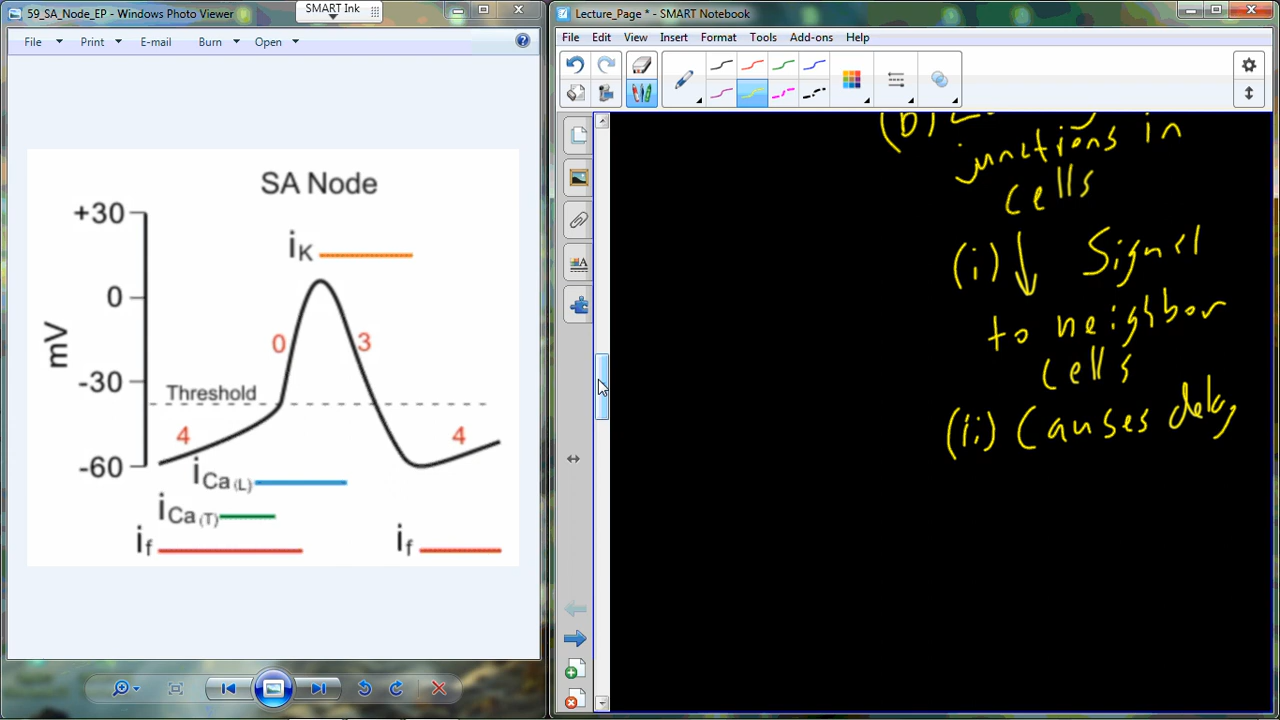 59_SA_Node_EP - Windows Photo Viewer
SMART Ink
File Print E-mail Burn Open
SA Node
+30
0
-30
-60
mV
iK
0
3
Threshold
4
4
iCa (L)
iCa (T)
if
if
Lecture_Page * - SMART Notebook
File Edit View Insert Format Tools Add-ons Help
(b)
junctions in
cells
(i) ↓ Signal
to neighbor
cells
(ii) Causes delay